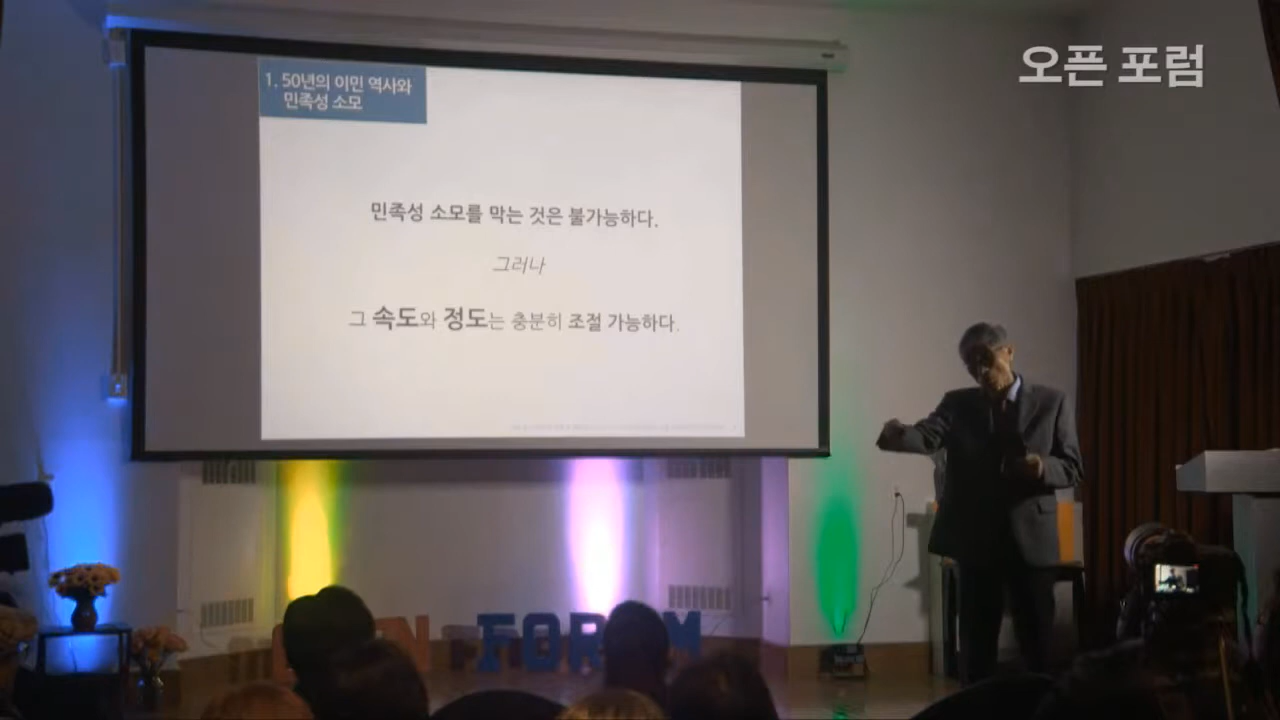 오픈 포럼
1. 50년의 이민 역사와
민족성 소모
민족성 소모를 막는 것은 불가능하다.
그러나
그 속도와 정도는 충분히 조절 가능하다.
FORUM